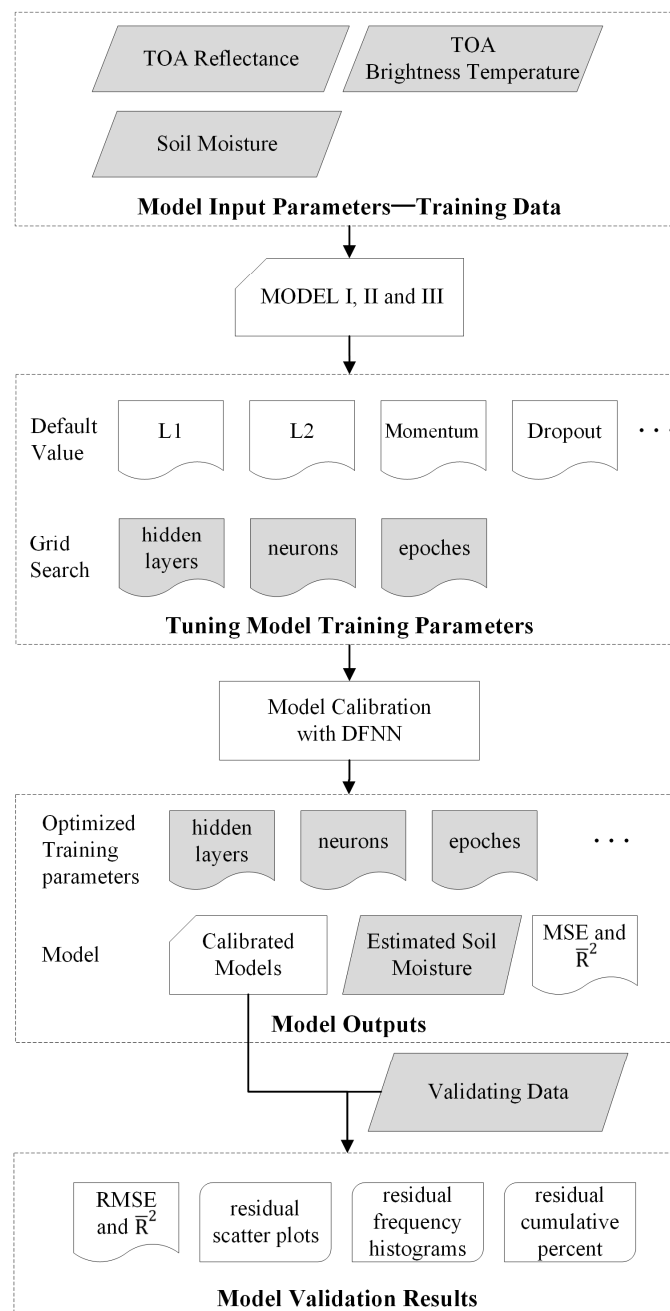 TOA Reflectance
TOA
Brightness Temperature
Soil Moisture
Model Input Parameters—Training Data
MODEL I, II and III
Default
Value
L1
L2
Momentum
Dropout
···
Grid
Search
hidden
layers
neurons
epoches
Tuning Model Training Parameters
Model Calibration
with DFNN
Optimized
Training
parameters
hidden
layers
neurons
epoches
···
Model
Calibrated
Models
Estimated Soil
Moisture
MSE and
R̅²
Model Outputs
Validating Data
RMSE
and R̅²
residual
scatter plots
residual
frequency
histograms
residual
cumulative
percent
Model Validation Results